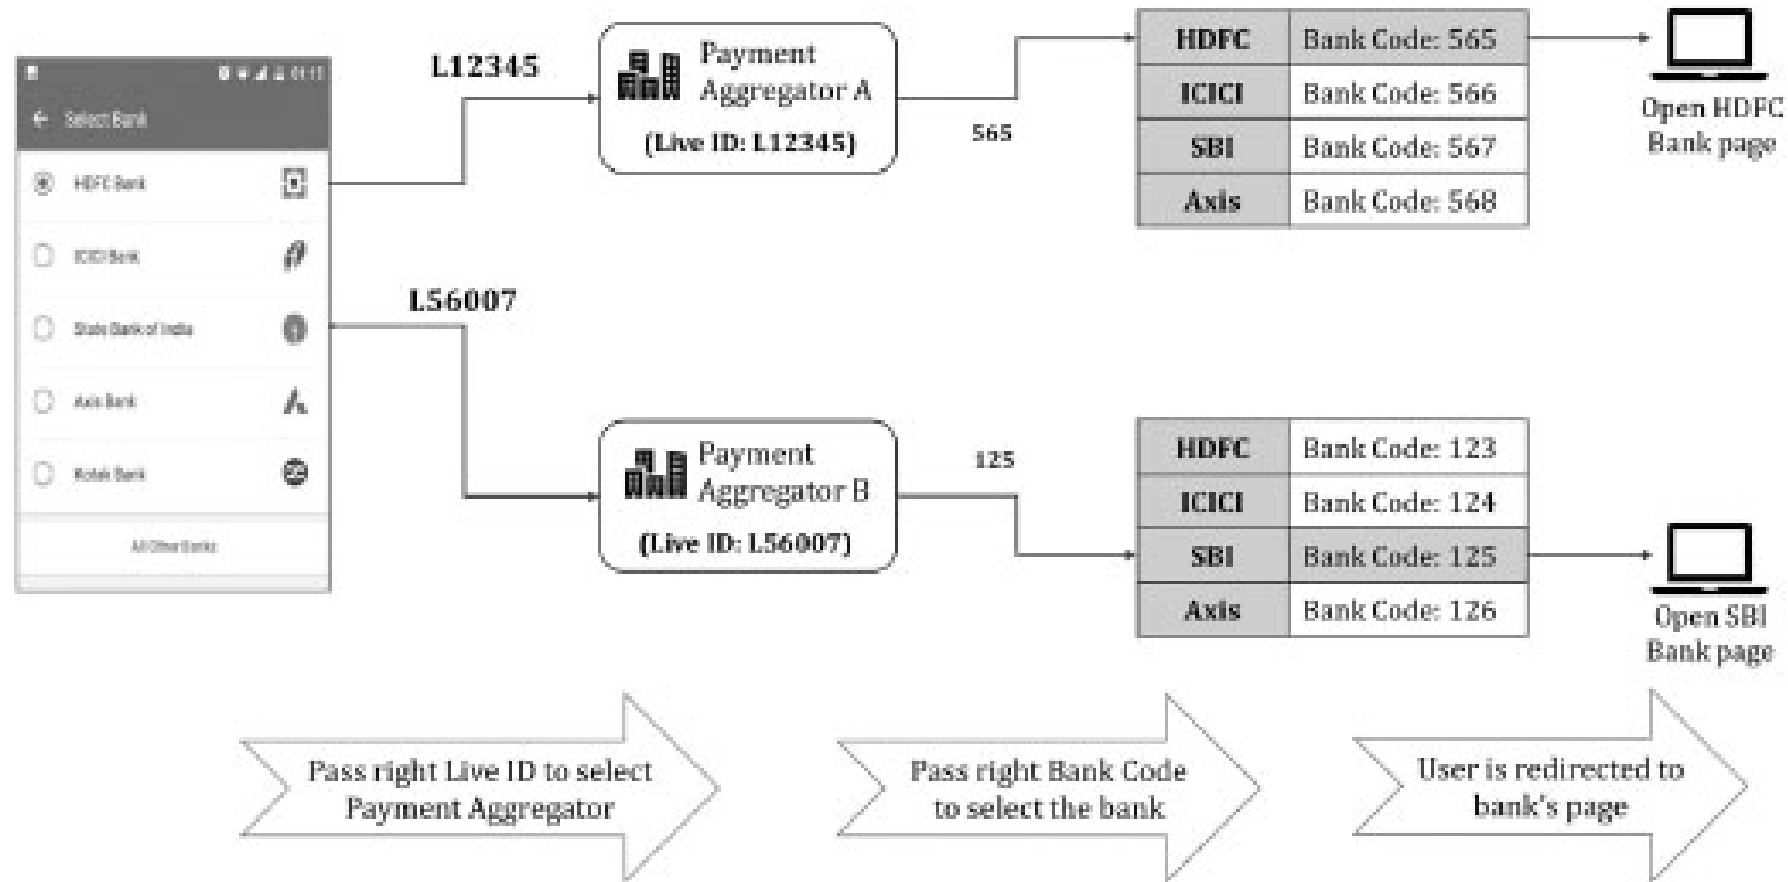 Select Bank
HDFC Bank
ICICI Bank
State Bank of India
Axis Bank
Kotak Bank
All Other Banks
L12345
Payment
Aggregator A
(Live ID: L12345)
565
HDFC Bank Code: 565
ICICI Bank Code: 566
SBI Bank Code: 567
Axis Bank Code: 568
Open HDFC
Bank page
L56007
Payment
Aggregator B
(Live ID: L56007)
125
HDFC Bank Code: 123
ICICI Bank Code: 124
SBI Bank Code: 125
Axis Bank Code: 126
Open SBI
Bank page
Pass right Live ID to select
Payment Aggregator
Pass right Bank Code
to select the bank
User is redirected to
bank's page